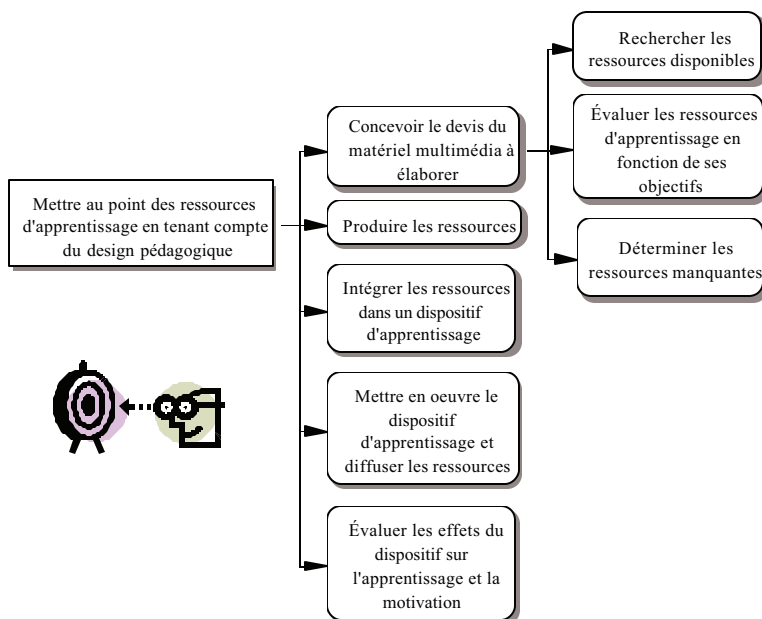 Mettre au point des ressources
d'apprentissage en tenant compte
du design pédagogique
Concevoir le devis du
matériel multimédia à
élaborer
Produire les ressources
Intégrer les ressources
dans un dispositif
d'apprentissage
Mettre en oeuvre le
dispositif
d'apprentissage et
diffuser les ressources
Évaluer les effets du
dispositif sur
l'apprentissage et la
motivation
Rechercher les
ressources disponibles
Évaluer les ressources
d'apprentissage en
fonction de ses
objectifs
Déterminer les
ressources manquantes